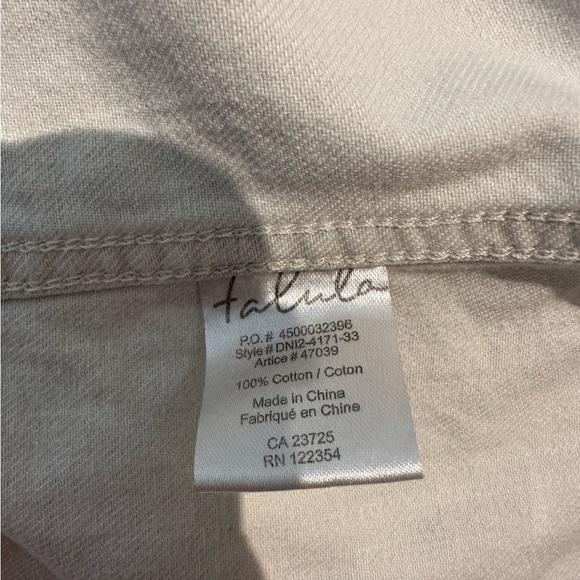 talula
P.O.# 4500032396
Style# DNI2-4171-33
Artice # 47039
100% Cotton / Coton
Made in China
Fabriqué en Chine
CA 23725
RN 122354